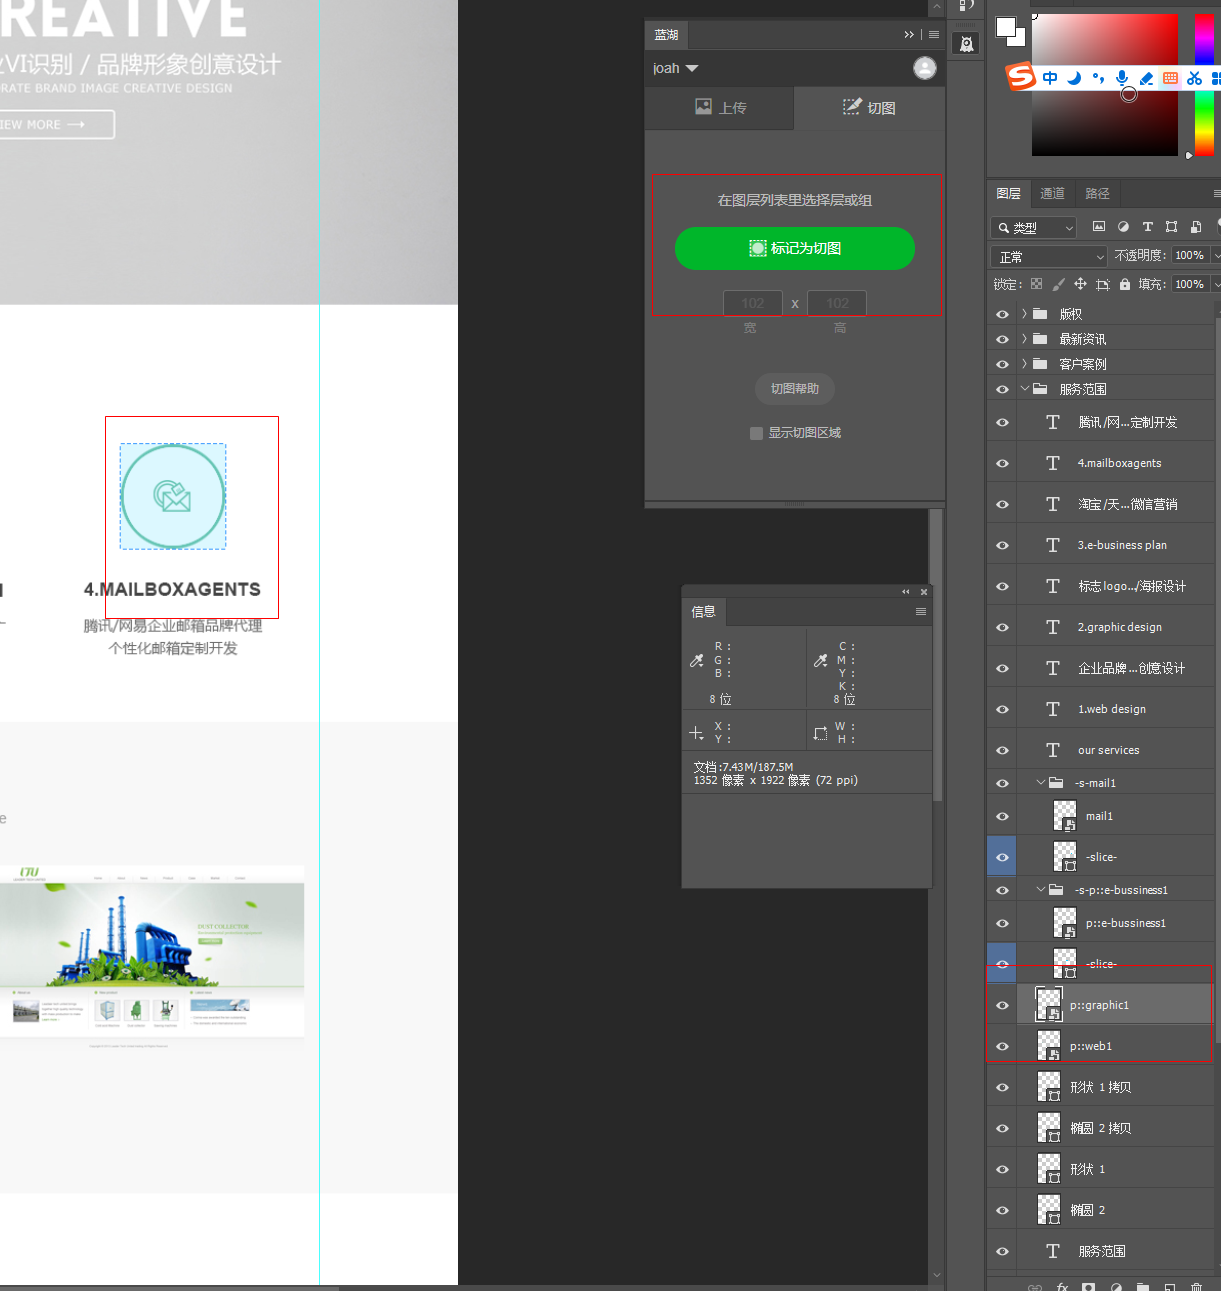 REATIVE
VI识别 / 品牌形象创意设计
RATE BRAND IMAGE CREATIVE DESIGN
IEW MORE
4.MAILBOXAGENTS
腾讯/网易企业邮箱品牌代理
个性化邮箱定制开发
e
LTU
DUST COLLECTOR
蓝湖
joah
上传
切图
在图层列表里选择层或组
标记为切图
102 x 102
宽 高
切图帮助
显示切图区域
信息
R :
G :
B :
8 位
C :
M :
Y :
K :
8 位
X :
Y :
W :
H :
文档:7.43M/187.5M
1352 像素 x 1922 像素 (72 ppi)
中
图层 通道 路径
类型
正常 不透明度: 100%
锁定: 填充: 100%
版权
最新资讯
客户案例
服务范围
腾讯/网...定制开发
4.mailboxagents
淘宝/天...微信营销
3.e-business plan
标志logo.../海报设计
2.graphic design
企业品牌...创意设计
1.web design
our services
-s-mail1
mail1
-slice-
-s-p::e-bussiness1
p::e-bussiness1
-slice-
p::graphic1
p::web1
形状 1 拷贝
椭圆 2 拷贝
形状 1
椭圆 2
服务范围
fx